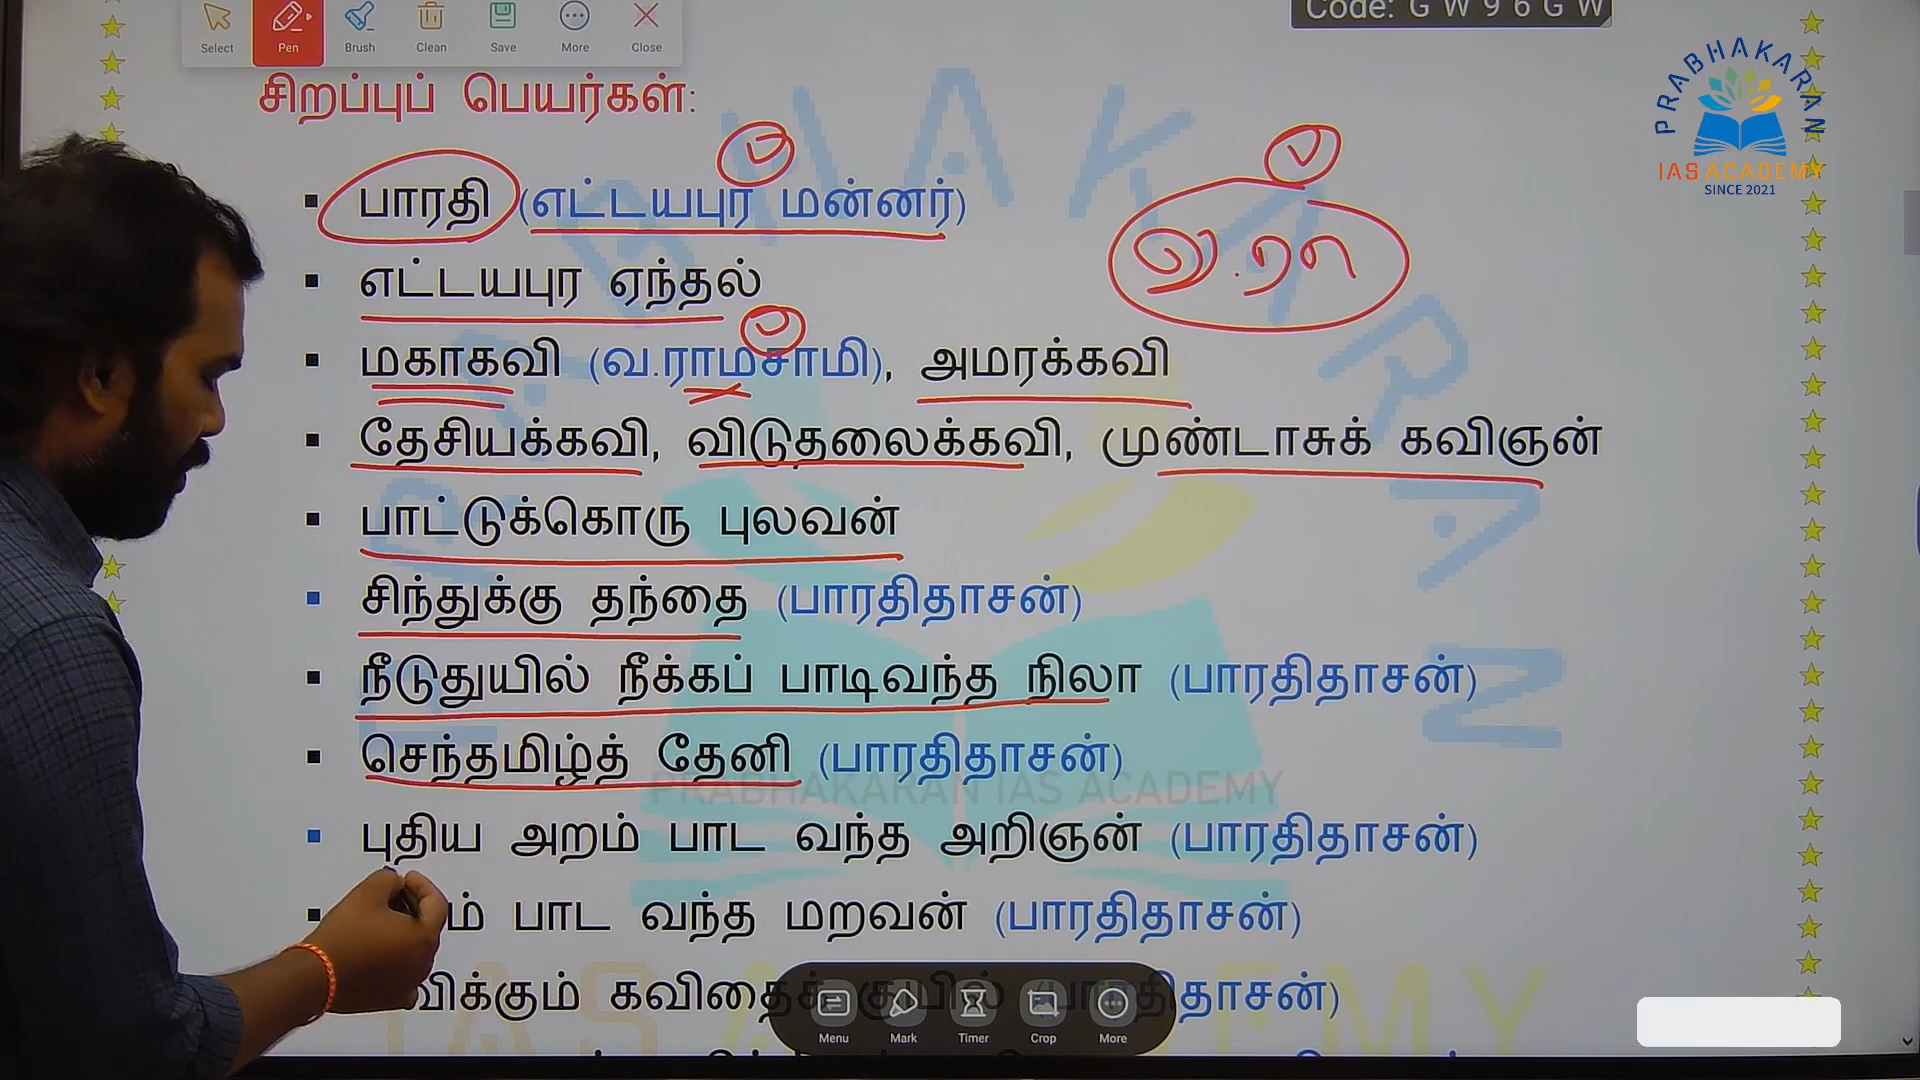 Select Pen Brush Clean Save More Close
Code: G W 9 6 G W
PRABHAKARAN
IAS ACADEMY
SINCE 2021
சிறப்புப் பெயர்கள்:
பாரதி (எட்டயபுர மன்னர்)
வ.ரா
எட்டயபுர ஏந்தல்
மகாகவி (வ.ராமசாமி), அமரக்கவி
தேசியக்கவி, விடுதலைக்கவி, முண்டாசுக் கவிஞன்
பாட்டுக்கொரு புலவன்
சிந்துக்கு தந்தை (பாரதிதாசன்)
நீடுதுயில் நீக்கப் பாடிவந்த நிலா (பாரதிதாசன்)
செந்தமிழ்த் தேனி (பாரதிதாசன்)
PRABHAKARAN IAS ACADEMY
புதிய அறம் பாட வந்த அறிஞன் (பாரதிதாசன்)
பாட வந்த மறவன் (பாரதிதாசன்)
கவிதைக் குயில் (பாரதிதாசன்)
Menu Mark Timer Crop More